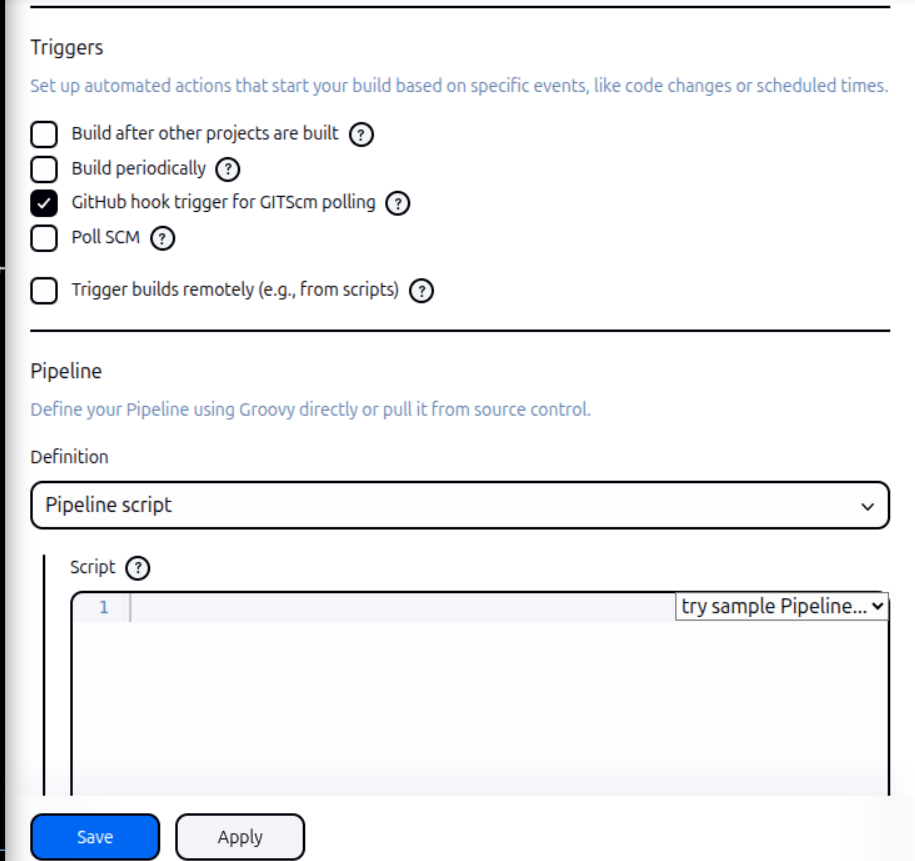 Triggers
Set up automated actions that start your build based on specific events, like code changes or scheduled times.
Build after other projects are built ?
Build periodically ?
GitHub hook trigger for GITScm polling ?
Poll SCM ?
Trigger builds remotely (e.g., from scripts) ?
Pipeline
Define your Pipeline using Groovy directly or pull it from source control.
Definition
Pipeline script
Script ?
1 try sample Pipeline...
Save Apply